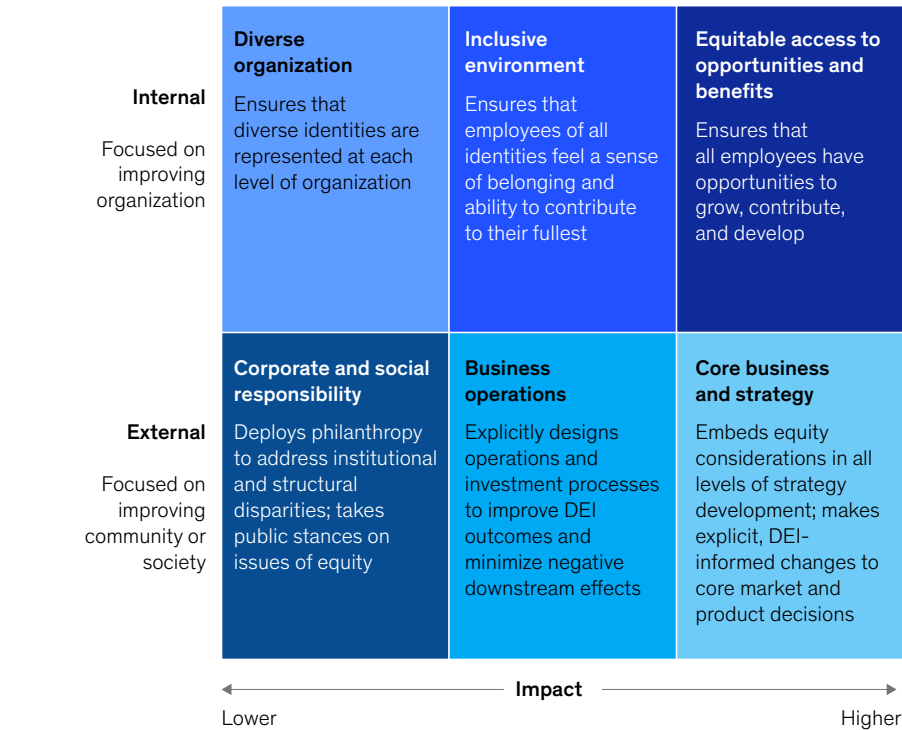 Internal
Focused on
improving
organization
Diverse
organization
Ensures that
diverse identities are
represented at each
level of organization
Inclusive
environment
Ensures that
employees of all
identities feel a sense
of belonging and
ability to contribute
to their fullest
Equitable access to
opportunities and
benefits
Ensures that
all employees have
opportunities to
grow, contribute,
and develop
External
Focused on
improving
community or
society
Corporate and social
responsibility
Deploys philanthropy
to address institutional
and structural
disparities; takes
public stances on
issues of equity
Business
operations
Explicitly designs
operations and
investment processes
to improve DEI
outcomes and
minimize negative
downstream effects
Core business
and strategy
Embeds equity
considerations in all
levels of strategy
development; makes
explicit, DEI-
informed changes to
core market and
product decisions
Impact
Lower
Higher